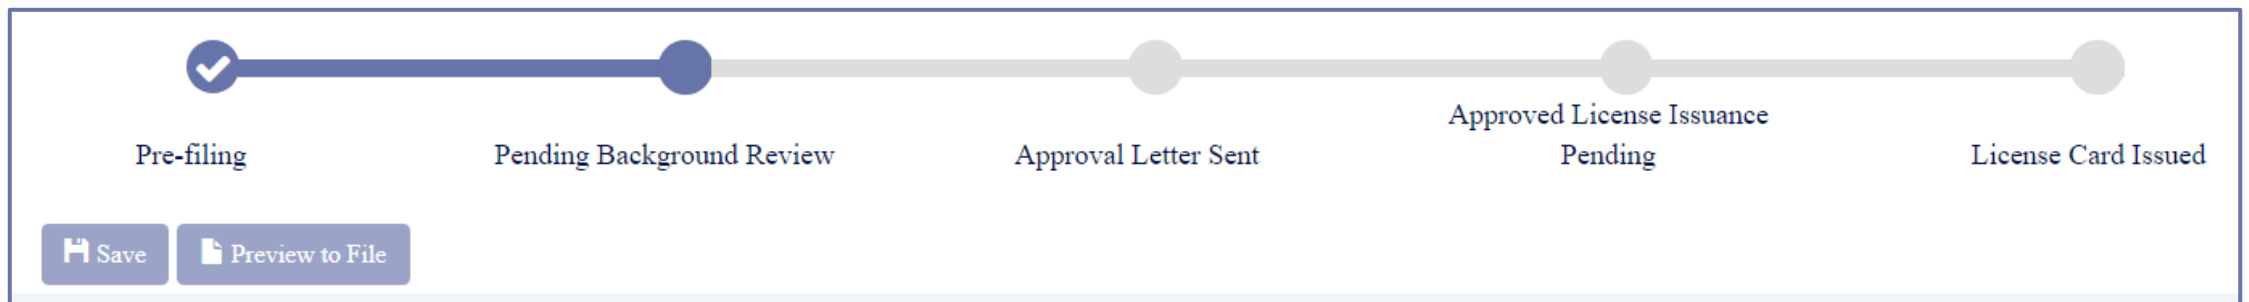 Pre-filing
Pending Background Review
Approval Letter Sent
Approved License Issuance
Pending
License Card Issued
Save
Preview to File